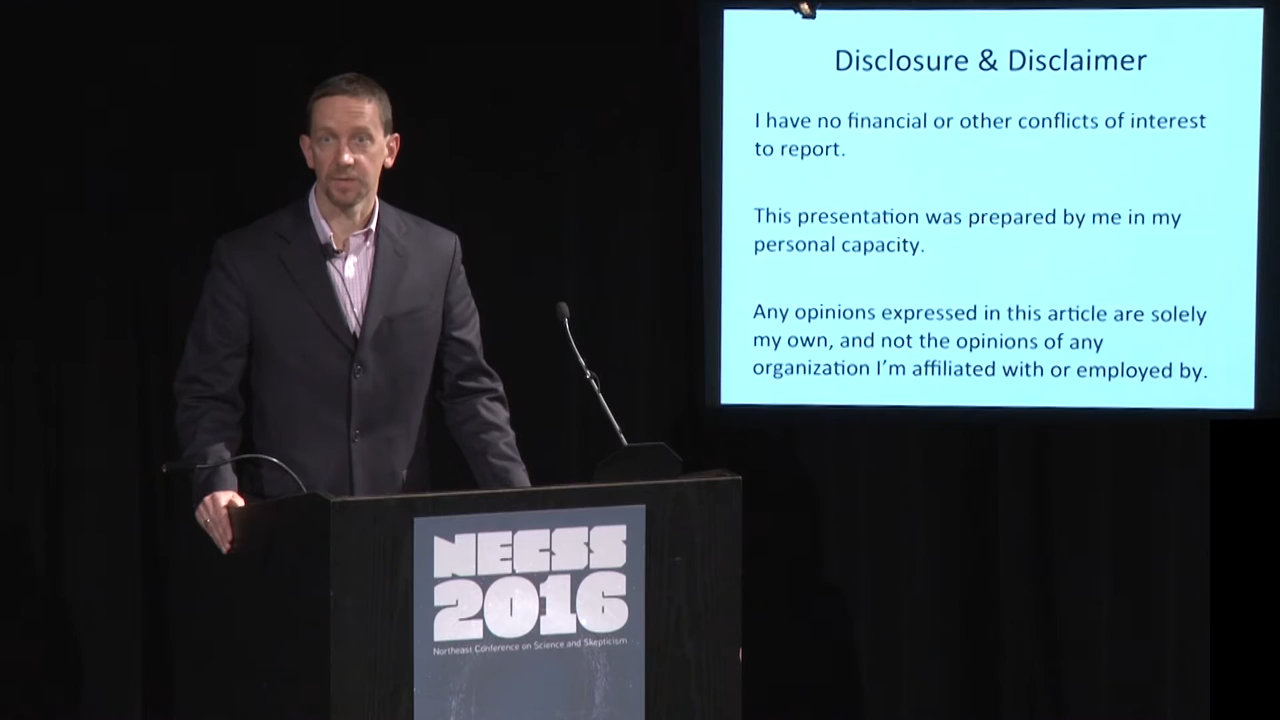 Disclosure & Disclaimer
I have no financial or other conflicts of interest
to report.
This presentation was prepared by me in my
personal capacity.
Any opinions expressed in this article are solely
my own, and not the opinions of any
organization I'm affiliated with or employed by.
NECSS
2016
Northeast Conference on Science and Skepticism